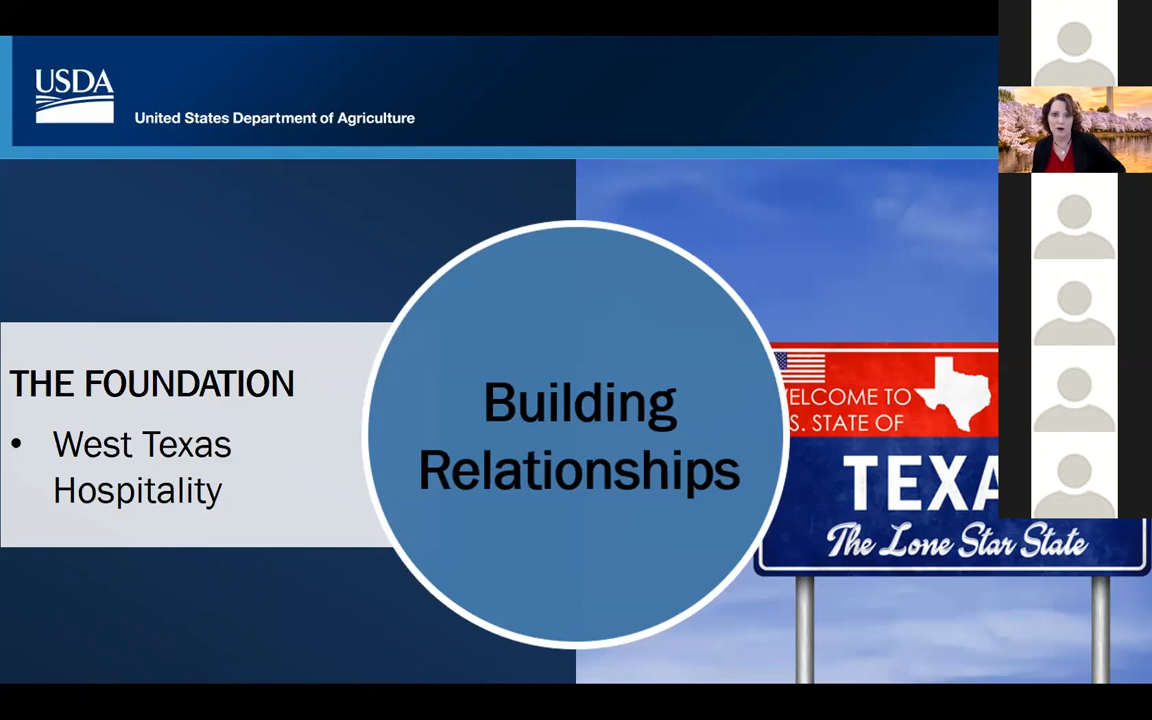 USDA
United States Department of Agriculture
THE FOUNDATION
• West Texas
Hospitality
Building
Relationships
ELCOME TO
S. STATE OF
TEXA
The Lone Star State